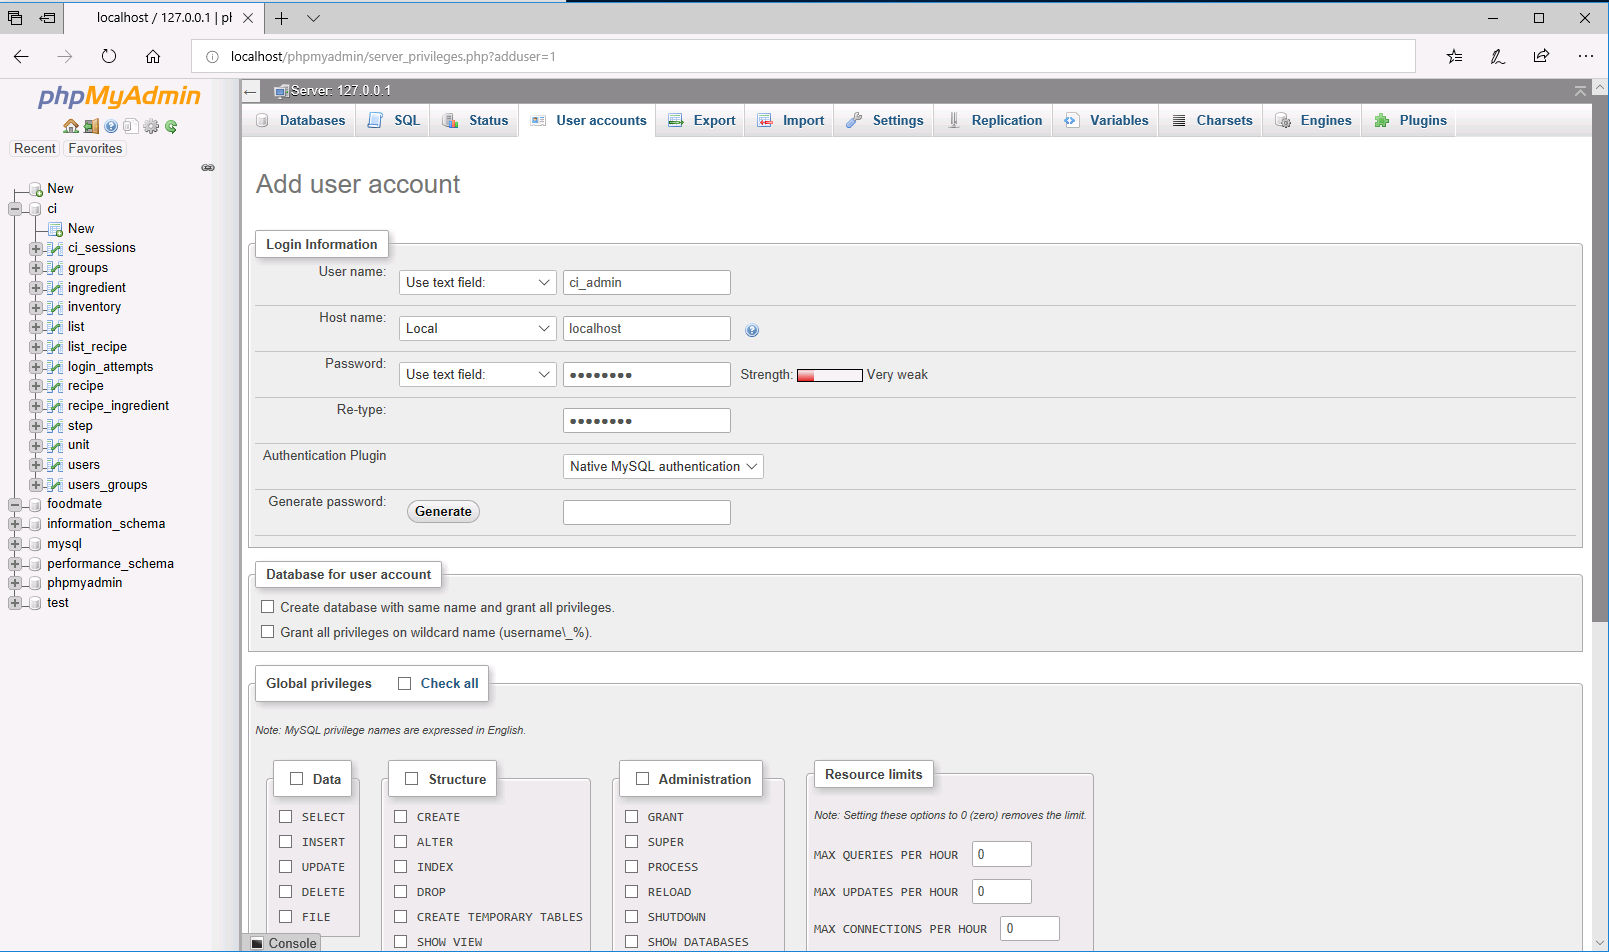 localhost / 127.0.0.1 | pl
localhost/phpmyadmin/server_privileges.php?adduser=1
phpMyAdmin
Recent
Favorites
New
ci
New
ci_sessions
groups
ingredient
inventory
list
list_recipe
login_attempts
recipe
recipe_ingredient
step
unit
users
users_groups
foodmate
information_schema
mysql
performance_schema
phpmyadmin
test
Server: 127.0.0.1
Databases SQL Status User accounts Export Import Settings Replication Variables Charsets Engines Plugins
Add user account
Login Information
User name: Use text field: ci_admin
Host name: Local localhost
Password: Use text field: ●●●●●●●● Strength: Very weak
Re-type: ●●●●●●●●
Authentication Plugin Native MySQL authentication
Generate password: Generate
Database for user account
Create database with same name and grant all privileges.
Grant all privileges on wildcard name (username\_%).
Global privileges Check all
Note: MySQL privilege names are expressed in English.
Data
SELECT
INSERT
UPDATE
DELETE
FILE
Structure
CREATE
ALTER
INDEX
DROP
CREATE TEMPORARY TABLES
SHOW VIEW
Administration
GRANT
SUPER
PROCESS
RELOAD
SHUTDOWN
SHOW DATABASES
Resource limits
Note: Setting these options to 0 (zero) removes the limit.
MAX QUERIES PER HOUR 0
MAX UPDATES PER HOUR 0
MAX CONNECTIONS PER HOUR 0
Console